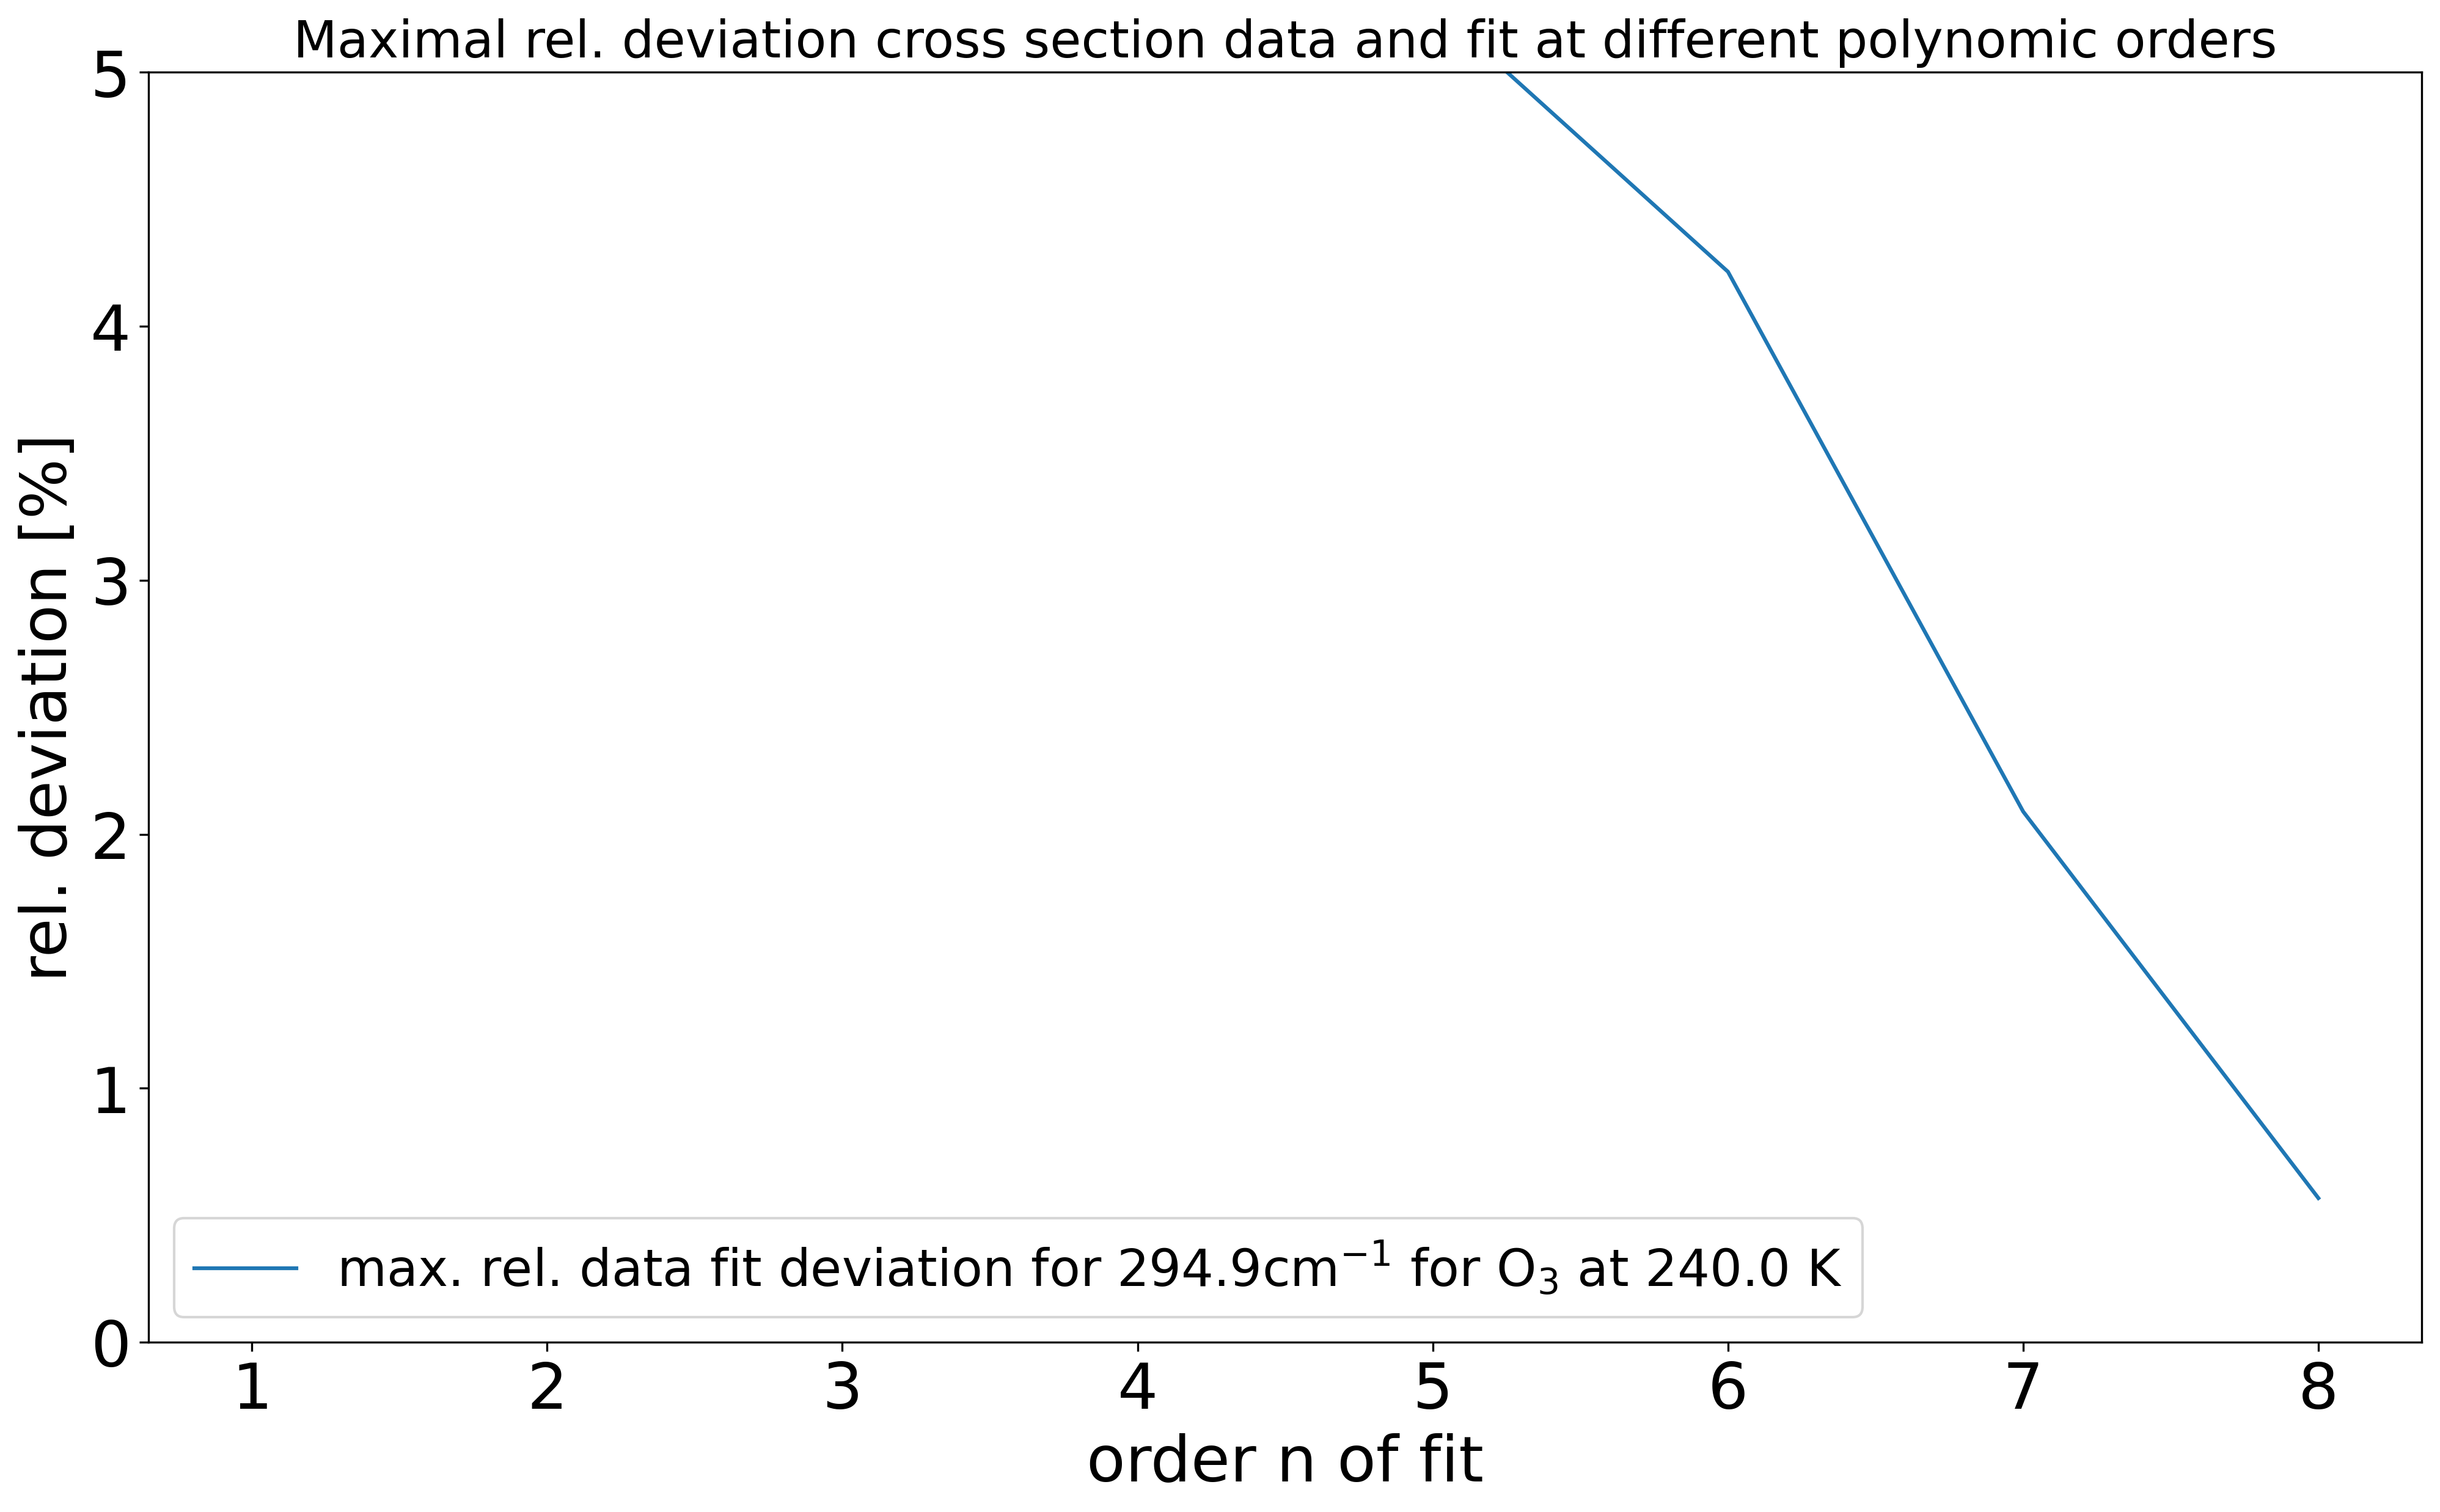 Maximal rel. deviation cross section data and fit at different polynomic orders
5
4
3
2
1
0
rel. deviation [%]
max. rel. data fit deviation for 294.9cm⁻¹ for O₃ at 240.0 K
1 2 3 4 5 6 7 8
order n of fit